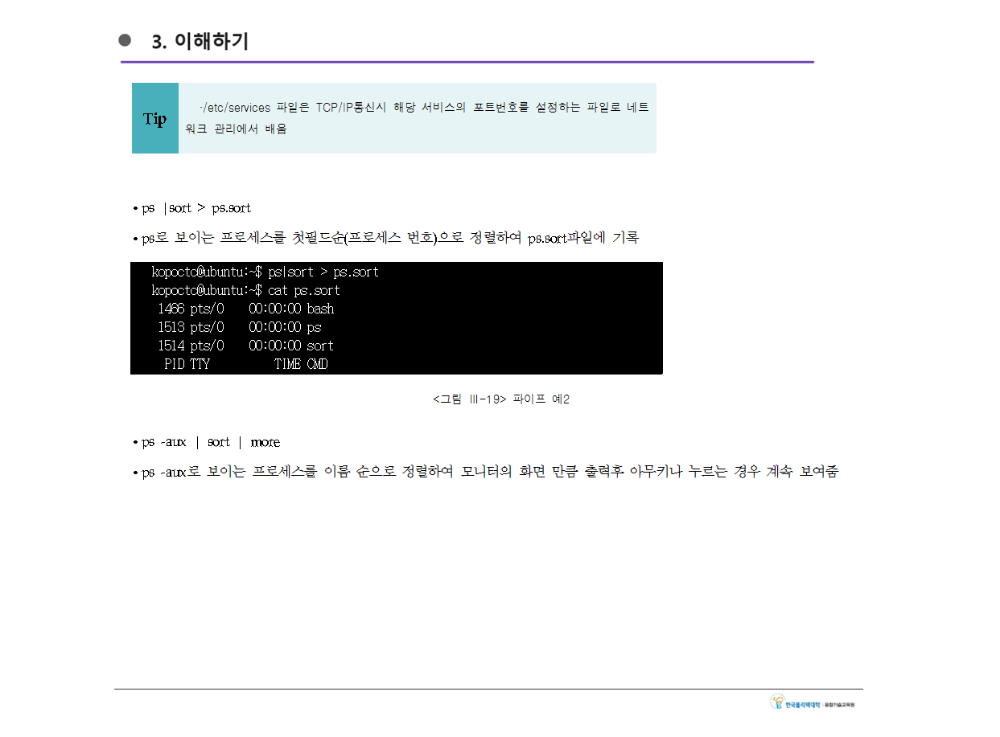 ● 3. 이해하기
Tip
·/etc/services 파일은 TCP/IP통신시 해당 서비스의 포트번호를 설정하는 파일로 네트
워크 관리에서 배움
• ps |sort > ps.sort
• ps로 보이는 프로세스를 첫필드순(프로세스 번호)으로 정렬하여 ps.sort파일에 기록
kopoctc@ubuntu:~$ ps|sort > ps.sort
kopoctc@ubuntu:~$ cat ps.sort
1466 pts/0 00:00:00 bash
1513 pts/0 00:00:00 ps
1514 pts/0 00:00:00 sort
PID TTY TIME CMD
<그림 Ⅲ-19> 파이프 예2
• ps -aux | sort | more
• ps -aux로 보이는 프로세스를 이름 순으로 정렬하여 모니터의 화면 만큼 출력후 아무키나 누르는 경우 계속 보여줌
한국폴리텍대학 | 융합기술교육원